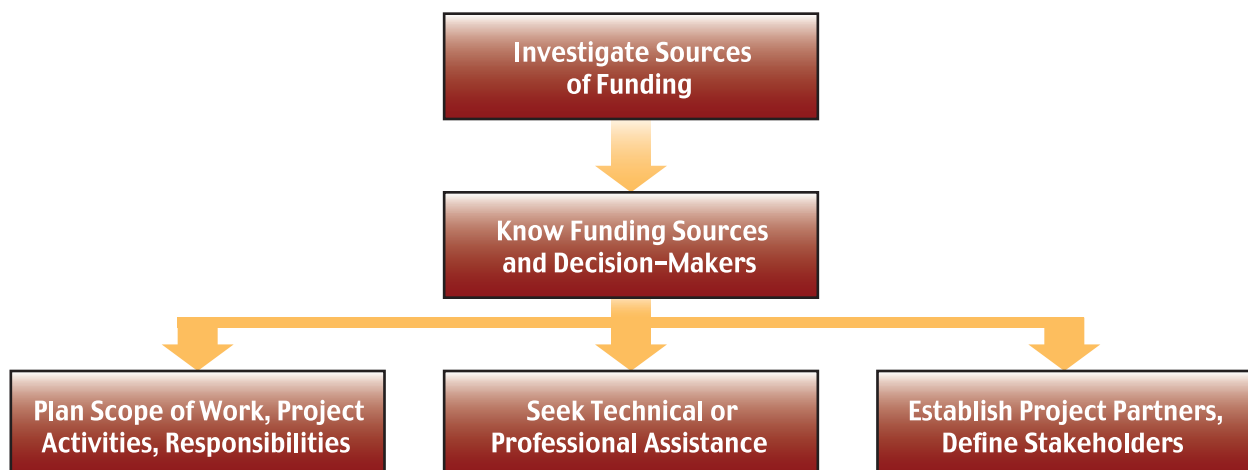 Investigate Sources
of Funding
Know Funding Sources
and Decision-Makers
Plan Scope of Work, Project
Activities, Responsibilities
Seek Technical or
Professional Assistance
Establish Project Partners,
Define Stakeholders